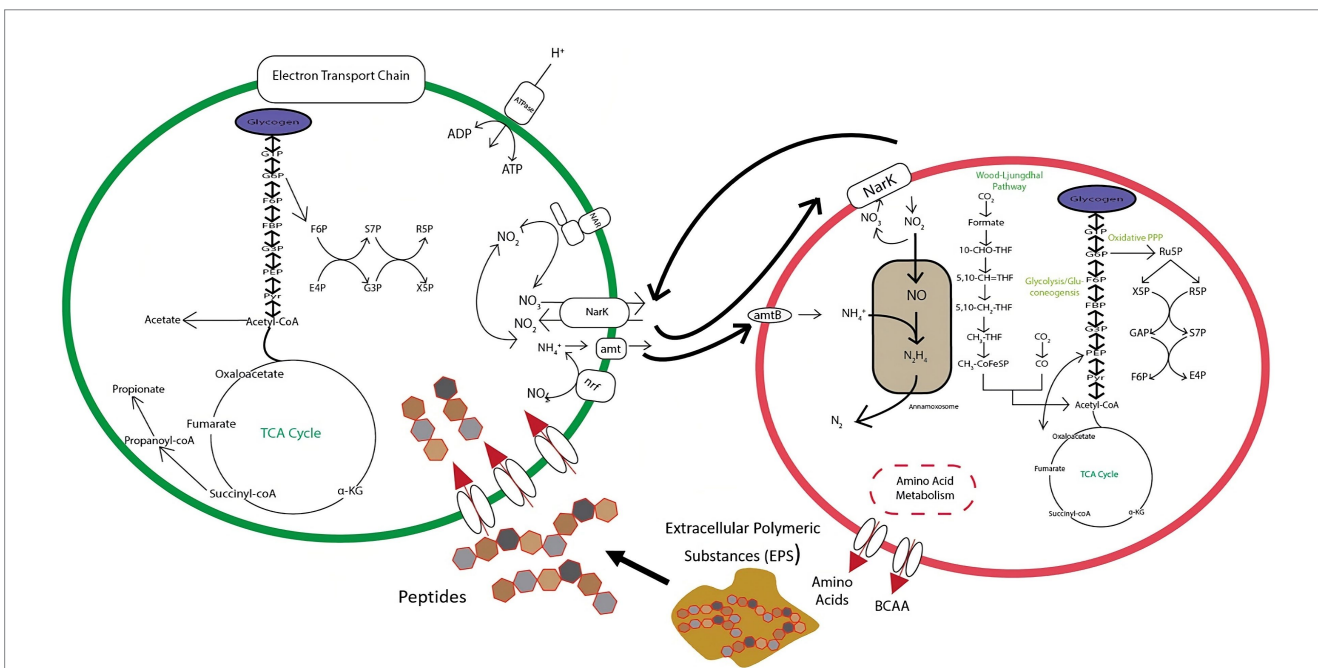 Electron Transport Chain
Glycogen
G1P
G6P
F6P
FBP
G3P
PEP
Pyr
Acetyl-CoA
Acetate
F6P
S7P
R5P
E4P
G3P
X5P
Oxaloacetate
Fumarate
TCA Cycle
Succinyl-coA
α-KG
Propionate
Propanoyl-coA
H⁺
ATPase
ADP
ATP
NAR
NO₂
NO₃
NO₂
NarK
NH₄⁺
amt
nrf
NO₂
Peptides
Extracellular Polymeric
Substances (EPS)
NarK
NO₃
NO₂
amtB
NH₄⁺
NO
N₂H₄
Annamoxosome
N₂
Wood-Ljungdhal
Pathway
CO₂
Formate
10-CHO-THF
5,10-CH=THF
5,10-CH₂-THF
CH₃-THF
CH₃-CoFeSP
CO₂
CO
Glycogen
G1P
G6P
F6P
FBP
G3P
PEP
Pyr
Acetyl-CoA
Oxidative PPP
Ru5P
X5P
R5P
GAP
S7P
F6P
E4P
Glycolysis/Glu-
coneogensis
Oxaloacetate
Fumarate
TCA Cycle
Succinyl-coA
α-KG
Amino Acid
Metabolism
Amino
Acids
BCAA